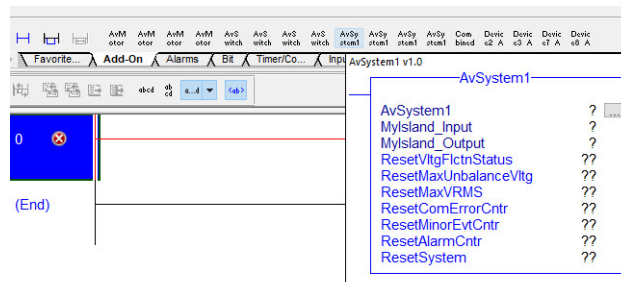 AvM AvM AvM AvM AvS AvS AvS AvS AvSy AvSy AvSy AvSy Com Devic Devic Devic Devic
otor otor otor otor witch witch witch witch stem1 stem1 stem1 stem1 bined e2 A e3 A e7 A e8 A
Favorite... Add-On Alarms Bit Timer/Co... Inpu
abcd ab cd a...d <ab>
AvSystem1 v1.0
AvSystem1
AvSystem1 ? ...
MyIsland_Input ?
MyIsland_Output ?
ResetVltgFlctnStatus ??
ResetMaxUnbalanceVltg ??
ResetMaxVRMS ??
ResetComErrorCntr ??
ResetMinorEvtCntr ??
ResetAlarmCntr ??
ResetSystem ??
0
(End)